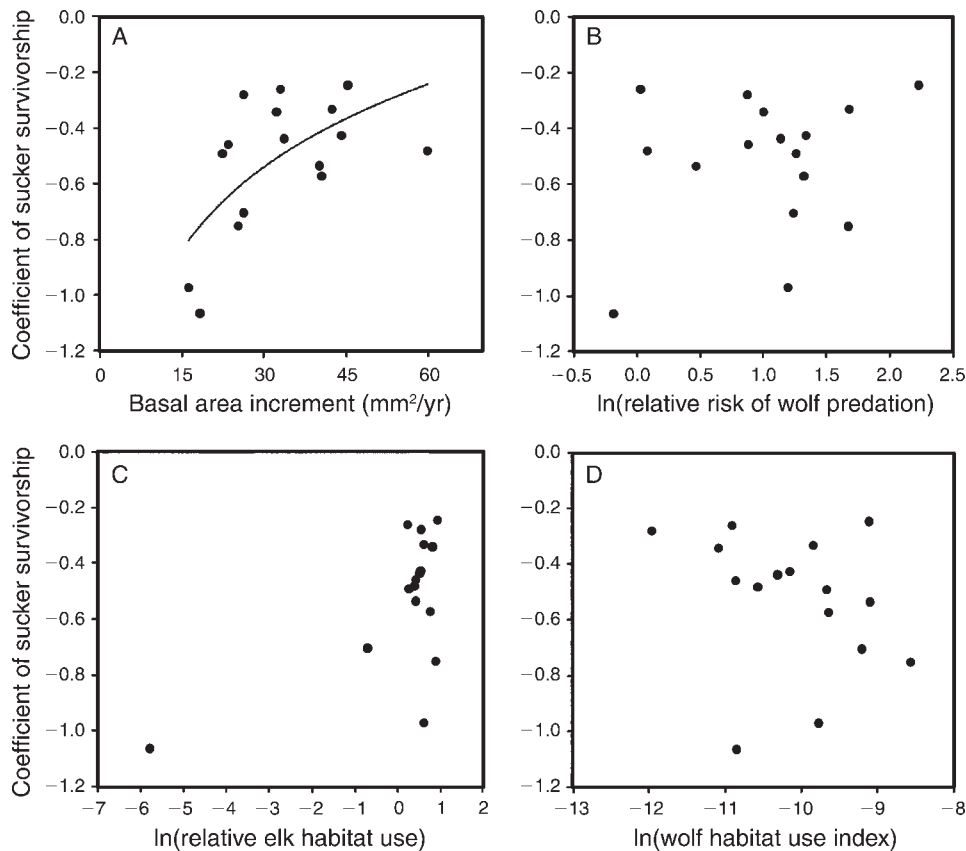 A
B
Coefficient of sucker survivorship
0.0
−0.2
−0.4
−0.6
−0.8
−1.0
−1.2
0 15 30 45 60
Basal area increment (mm²/yr)
0.0
−0.2
−0.4
−0.6
−0.8
−1.0
−1.2
−0.5 0.0 0.5 1.0 1.5 2.0 2.5
ln(relative risk of wolf predation)
C
D
Coefficient of sucker survivorship
0.0
−0.2
−0.4
−0.6
−0.8
−1.0
−1.2
−7 −6 −5 −4 −3 −2 −1 0 1 2
ln(relative elk habitat use)
0.0
−0.2
−0.4
−0.6
−0.8
−1.0
−1.2
−13 −12 −11 −10 −9 −8
ln(wolf habitat use index)